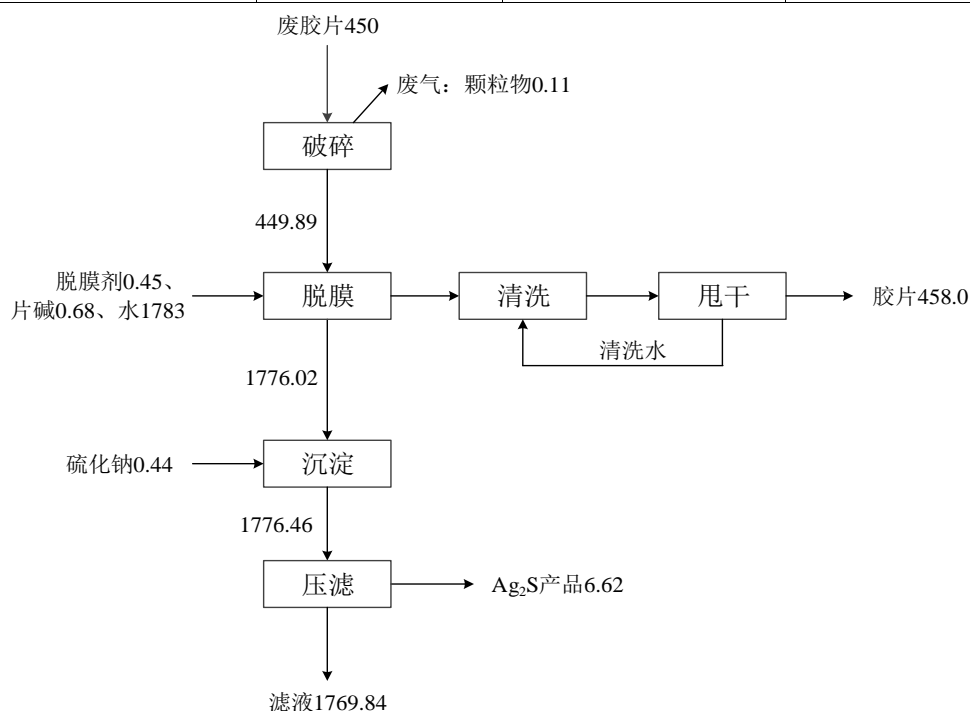 废胶片450
废气：颗粒物0.11
破碎
449.89
脱膜剂0.45、
片碱0.68、水1783
脱膜
清洗
甩干
胶片458.0
清洗水
1776.02
硫化钠0.44
沉淀
1776.46
压滤
Ag₂S产品6.62
滤液1769.84